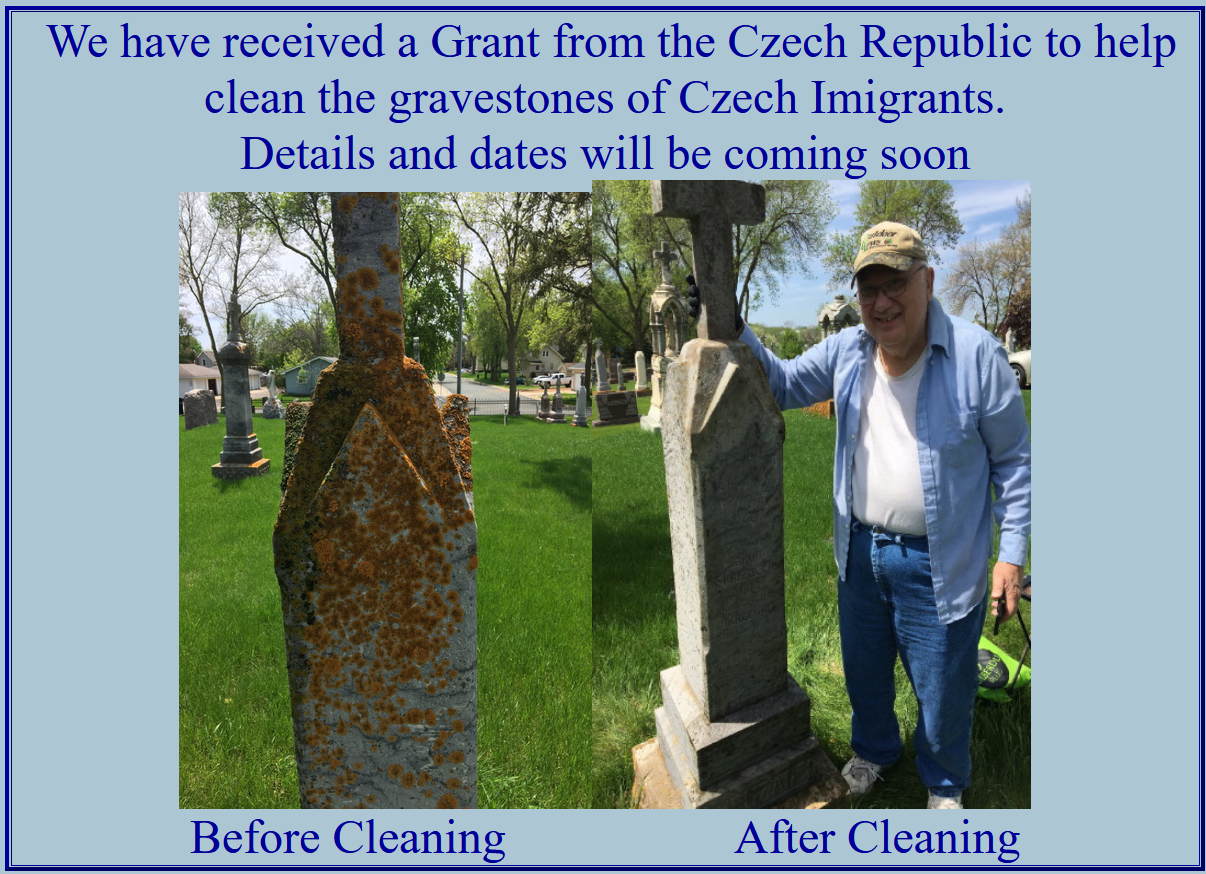 We have received a Grant from the Czech Republic to help
clean the gravestones of Czech Imigrants.
Details and dates will be coming soon
Before Cleaning
After Cleaning